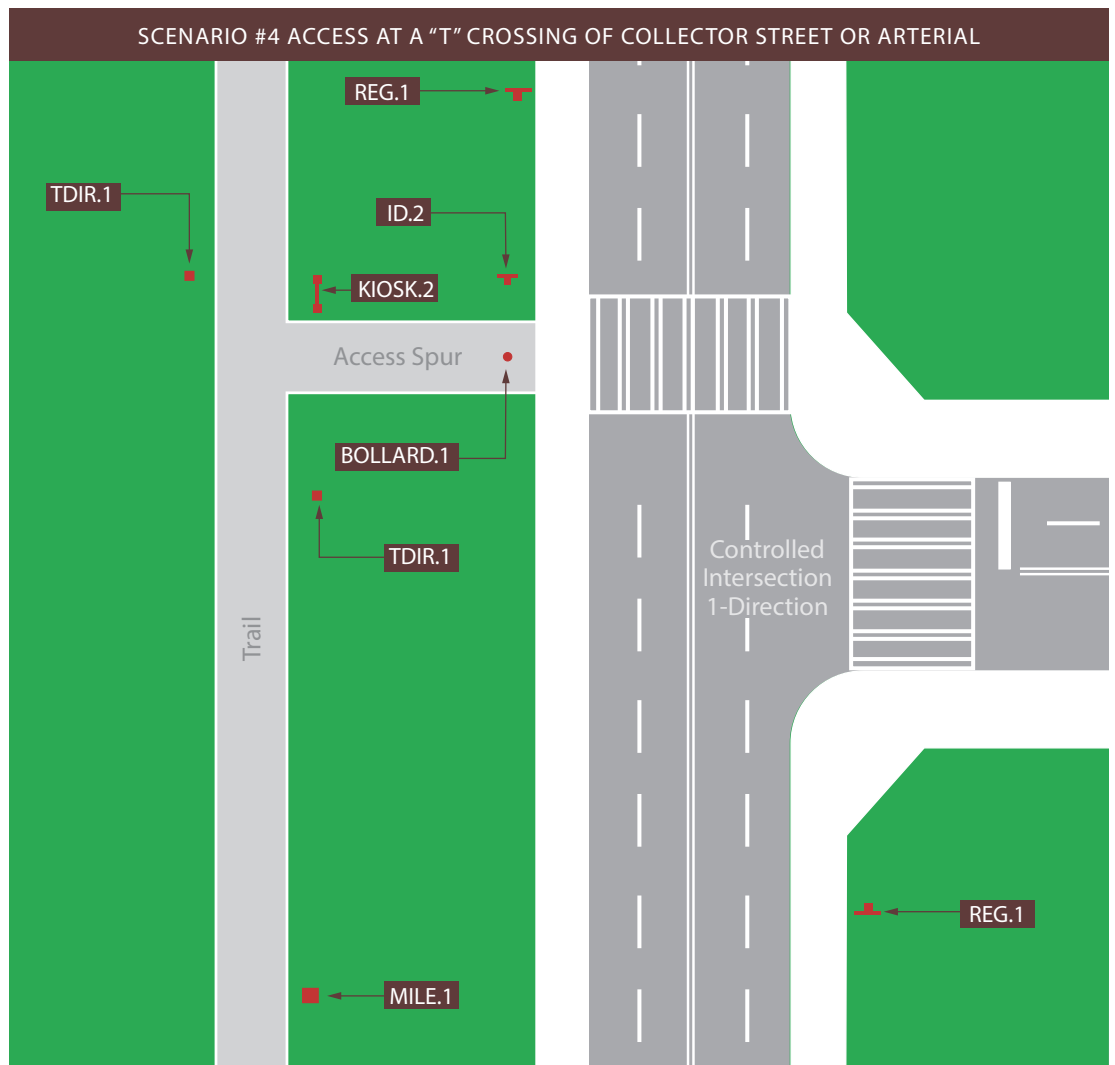 SCENARIO #4 ACCESS AT A “T” CROSSING OF COLLECTOR STREET OR ARTERIAL
REG.1
TDIR.1
ID.2
KIOSK.2
Access Spur
BOLLARD.1
TDIR.1
Controlled
Intersection
1-Direction
Trail
REG.1
MILE.1